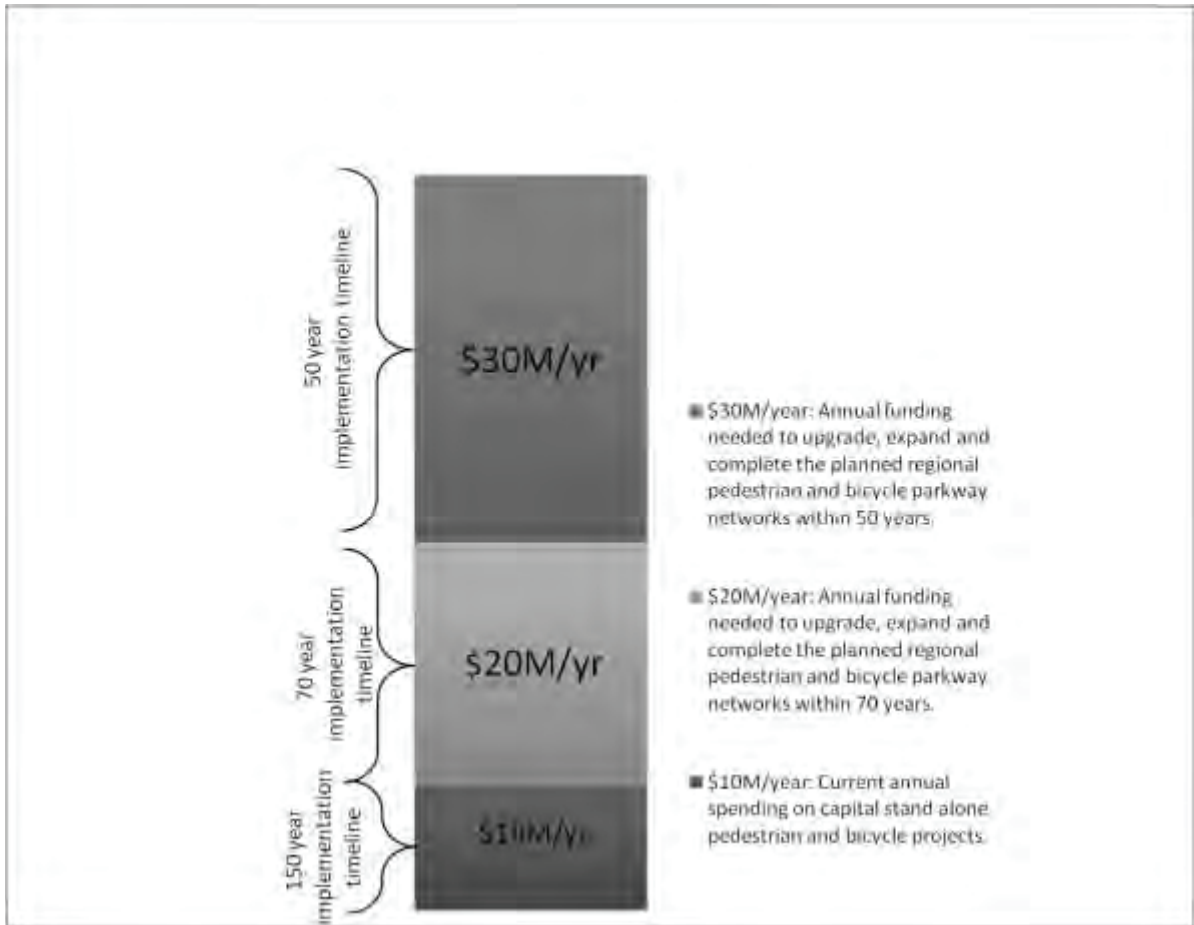 50 year
implementation timeline
$30M/yr
70 year
implementation
timeline
$20M/yr
150 year
implementation
timeline
$10M/yr
$30M/year: Annual funding
needed to upgrade, expand and
complete the planned regional
pedestrian and bicycle parkway
networks within 50 years.
$20M/year: Annual funding
needed to upgrade, expand and
complete the planned regional
pedestrian and bicycle parkway
networks within 70 years.
$10M/year: Current annual
spending on capital stand alone
pedestrian and bicycle projects.